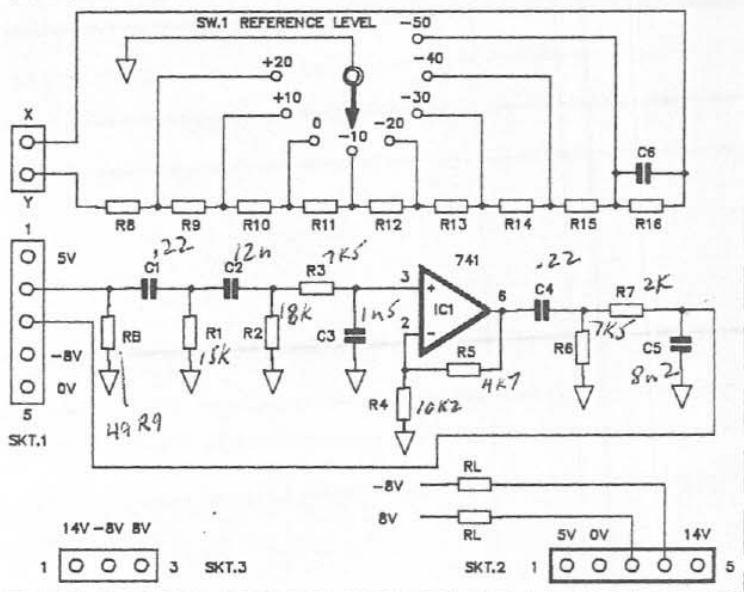 SW.1 REFERENCE LEVEL
-50
+20
-40
+10
-30
0
-10
-20
X
C6
Y
R8 R9 R10 R11 R12 R13 R14 R15 R16
1
5V
.22 12n 7K5 741 .22 2K
C1 C2 R3 3 + 6 C4 R7
IC1
18K 1n5 2 - 7K5
RB R1 R2 C3 R5 R6 C5
-8V 15K 4K7 8n2
0V
R4 10K2
5
49R9
SKT.1
-8V RL
8V RL
14V -8V 8V
5V 0V 14V
1 3 SKT.3
SKT.2 1 5